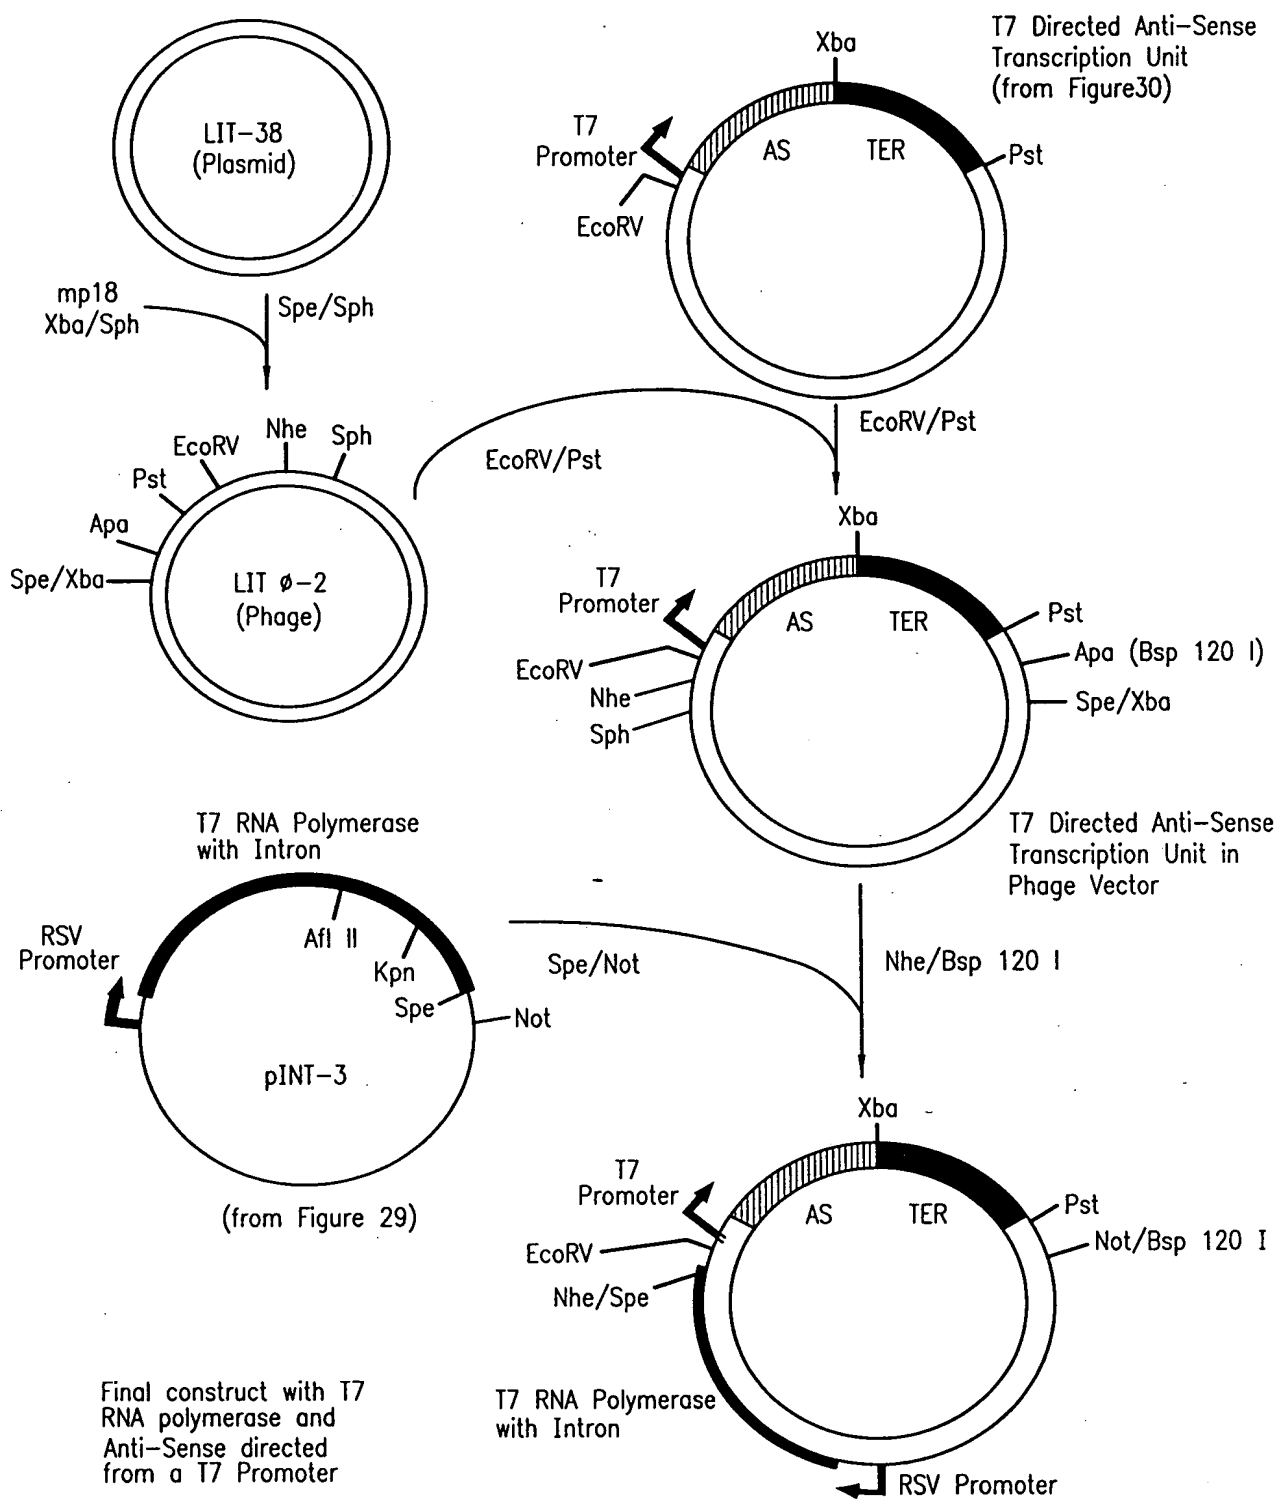 LIT-38
(Plasmid)
mp18
Xba/Sph
Spe/Sph
T7 Directed Anti-Sense
Transcription Unit
(from Figure30)
Xba
T7
Promoter
AS
TER
Pst
EcoRV
EcoRV/Pst
EcoRV/Pst
Nhe
Sph
EcoRV
Pst
Apa
Spe/Xba
LIT ø-2
(Phage)
Xba
T7
Promoter
AS
TER
Pst
Apa (Bsp 120 I)
Spe/Xba
EcoRV
Nhe
Sph
T7 Directed Anti-Sense
Transcription Unit in
Phage Vector
T7 RNA Polymerase
with Intron
RSV
Promoter
Afl II
Kpn
Spe
Not
pINT-3
(from Figure 29)
Spe/Not
Nhe/Bsp 120 I
Xba
T7
Promoter
AS
TER
Pst
Not/Bsp 120 I
EcoRV
Nhe/Spe
T7 RNA Polymerase
with Intron
RSV Promoter
Final construct with T7
RNA polymerase and
Anti-Sense directed
from a T7 Promoter